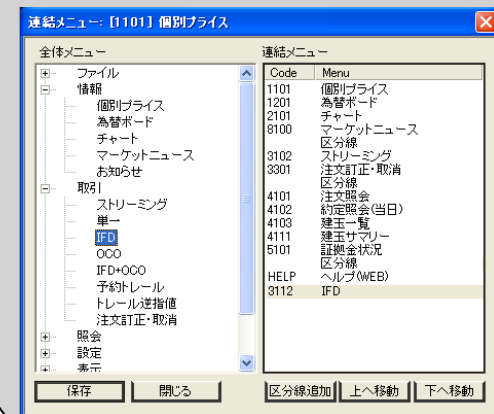 連結メニュー: [1101] 個別プライス
全体メニュー
ファイル
情報
個別プライス
為替ボード
チャート
マーケットニュース
お知らせ
取引
ストリーミング
単一
IFD
OCO
IFD+OCO
予約トレール
トレール逆指値
注文訂正・取消
照会
設定
表示
連結メニュー
Code Menu
1101 個別プライス
1201 為替ボード
2101 チャート
8100 マーケットニュース
区分線
3102 ストリーミング
3301 注文訂正・取消
区分線
4101 注文照会
4102 約定照会(当日)
4103 建玉一覧
4111 建玉サマリー
5101 証拠金状況
区分線
HELP ヘルプ(WEB)
3112 IFD
保存 閉じる 区分線追加 上へ移動 下へ移動